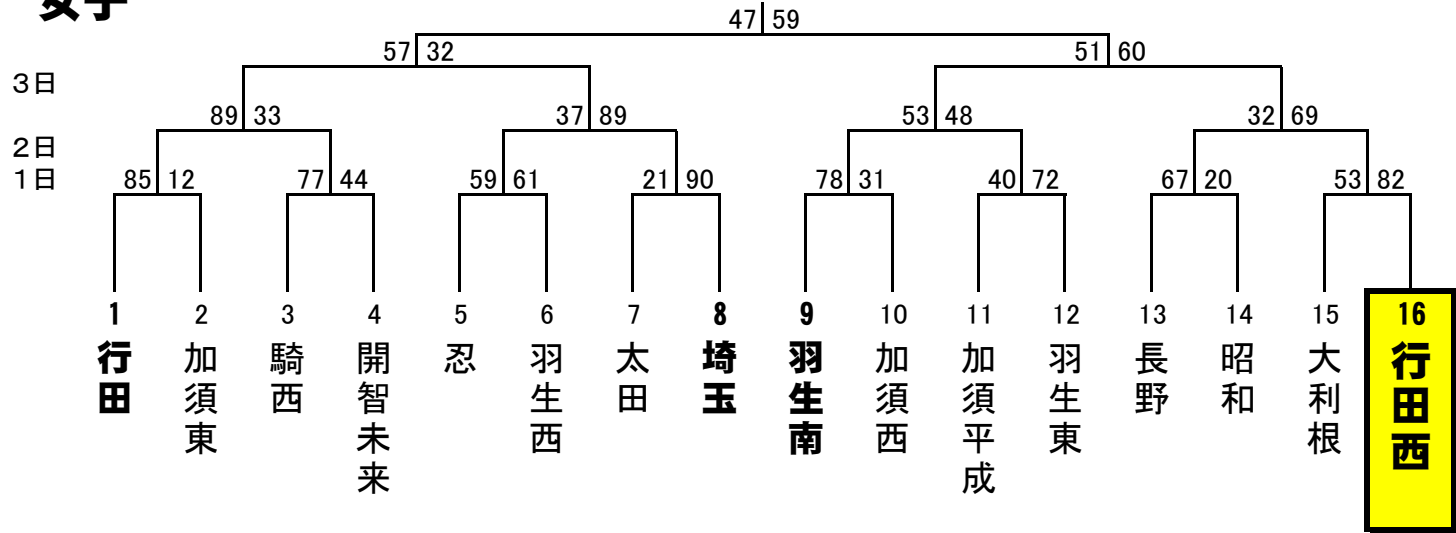 女子
47 59
57 32 51 60
3日
89 33 37 89 53 48 32 69
2日
1日 85 12 77 44 59 61 21 90 78 31 40 72 67 20 53 82
1 2 3 4 5 6 7 8 9 10 11 12 13 14 15 16
行田
加須東
騎西
開智未来
忍
羽生西
太田
埼玉
羽生南
加須西
加須平成
羽生東
長野
昭和
大利根
行田西